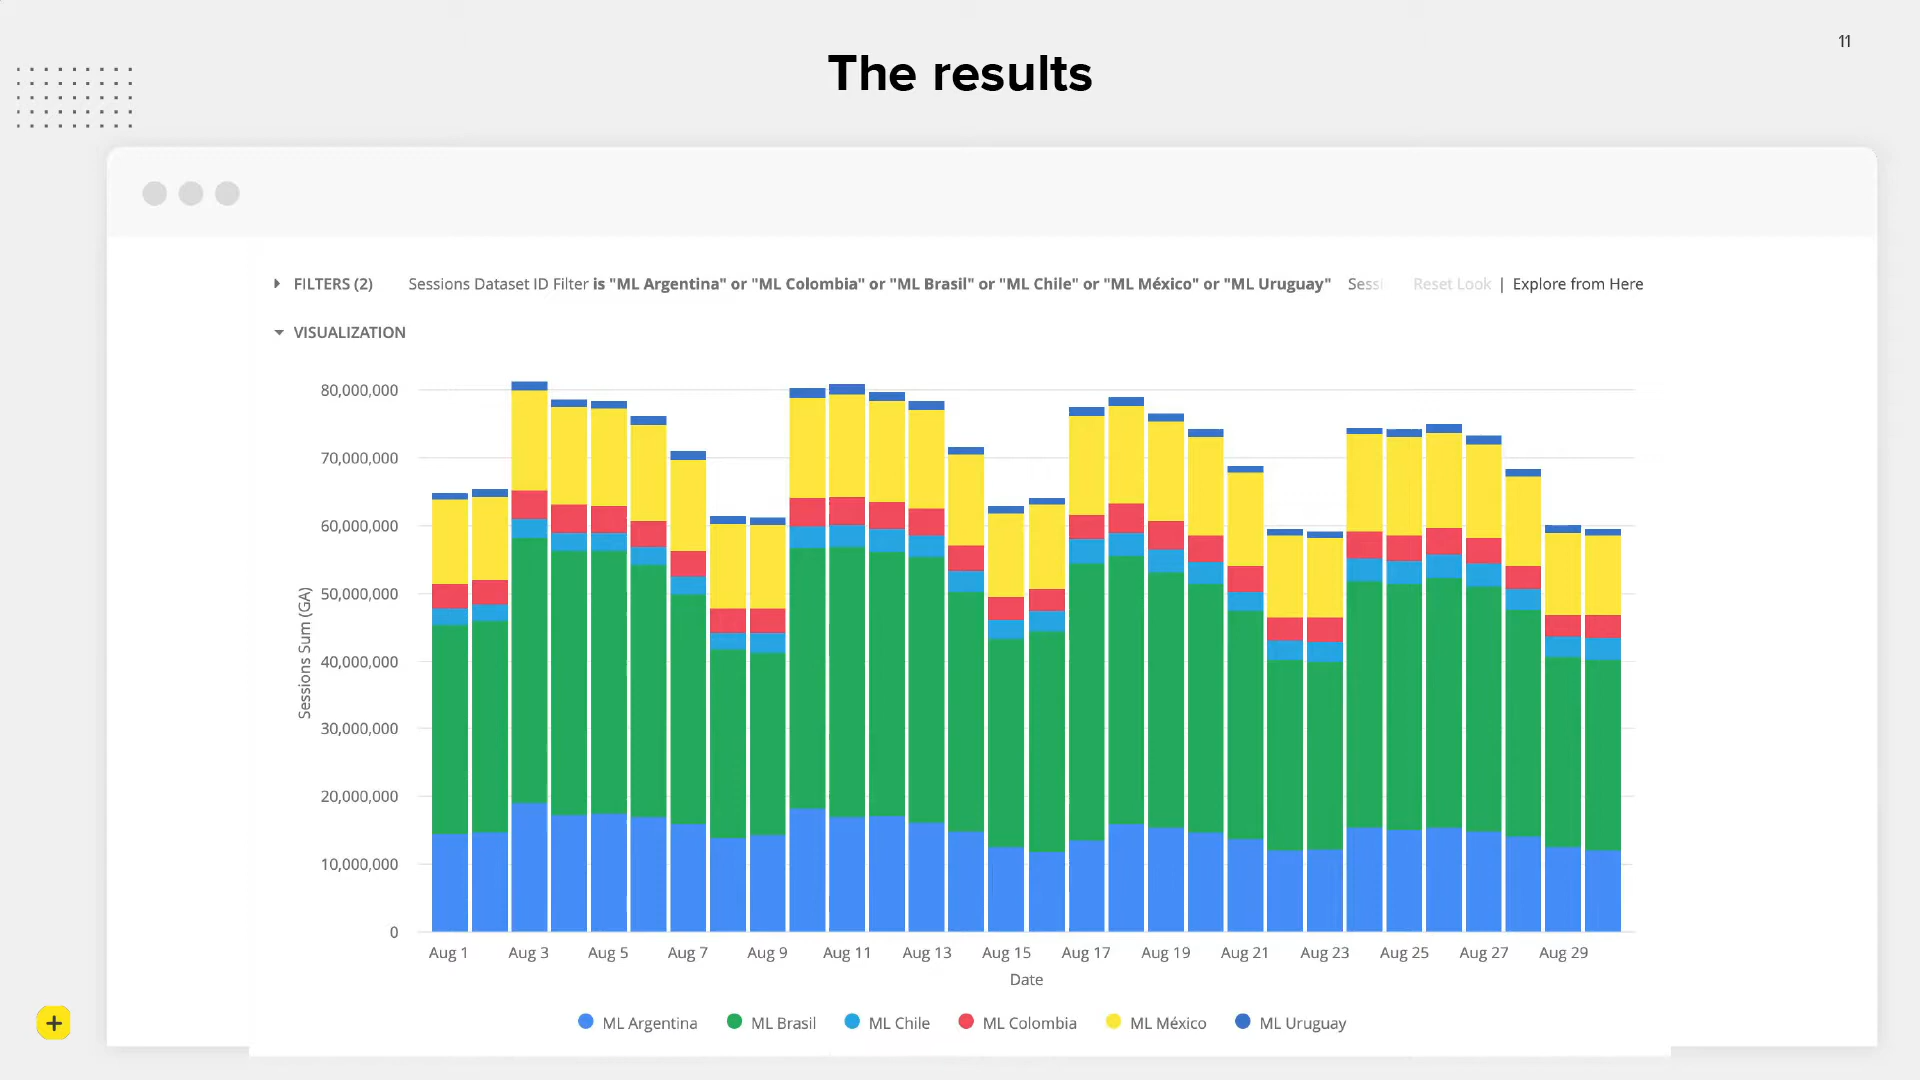 11
The results
FILTERS (2) Sessions Dataset ID Filter is "ML Argentina" or "ML Colombia" or "ML Brasil" or "ML Chile" or "ML México" or "ML Uruguay" Sessi Reset Look | Explore from Here
VISUALIZATION
80,000,000
70,000,000
60,000,000
50,000,000
40,000,000
30,000,000
20,000,000
10,000,000
0
Sessions Sum (GA)
Aug 1 Aug 3 Aug 5 Aug 7 Aug 9 Aug 11 Aug 13 Aug 15 Aug 17 Aug 19 Aug 21 Aug 23 Aug 25 Aug 27 Aug 29
Date
ML Argentina ML Brasil ML Chile ML Colombia ML México ML Uruguay